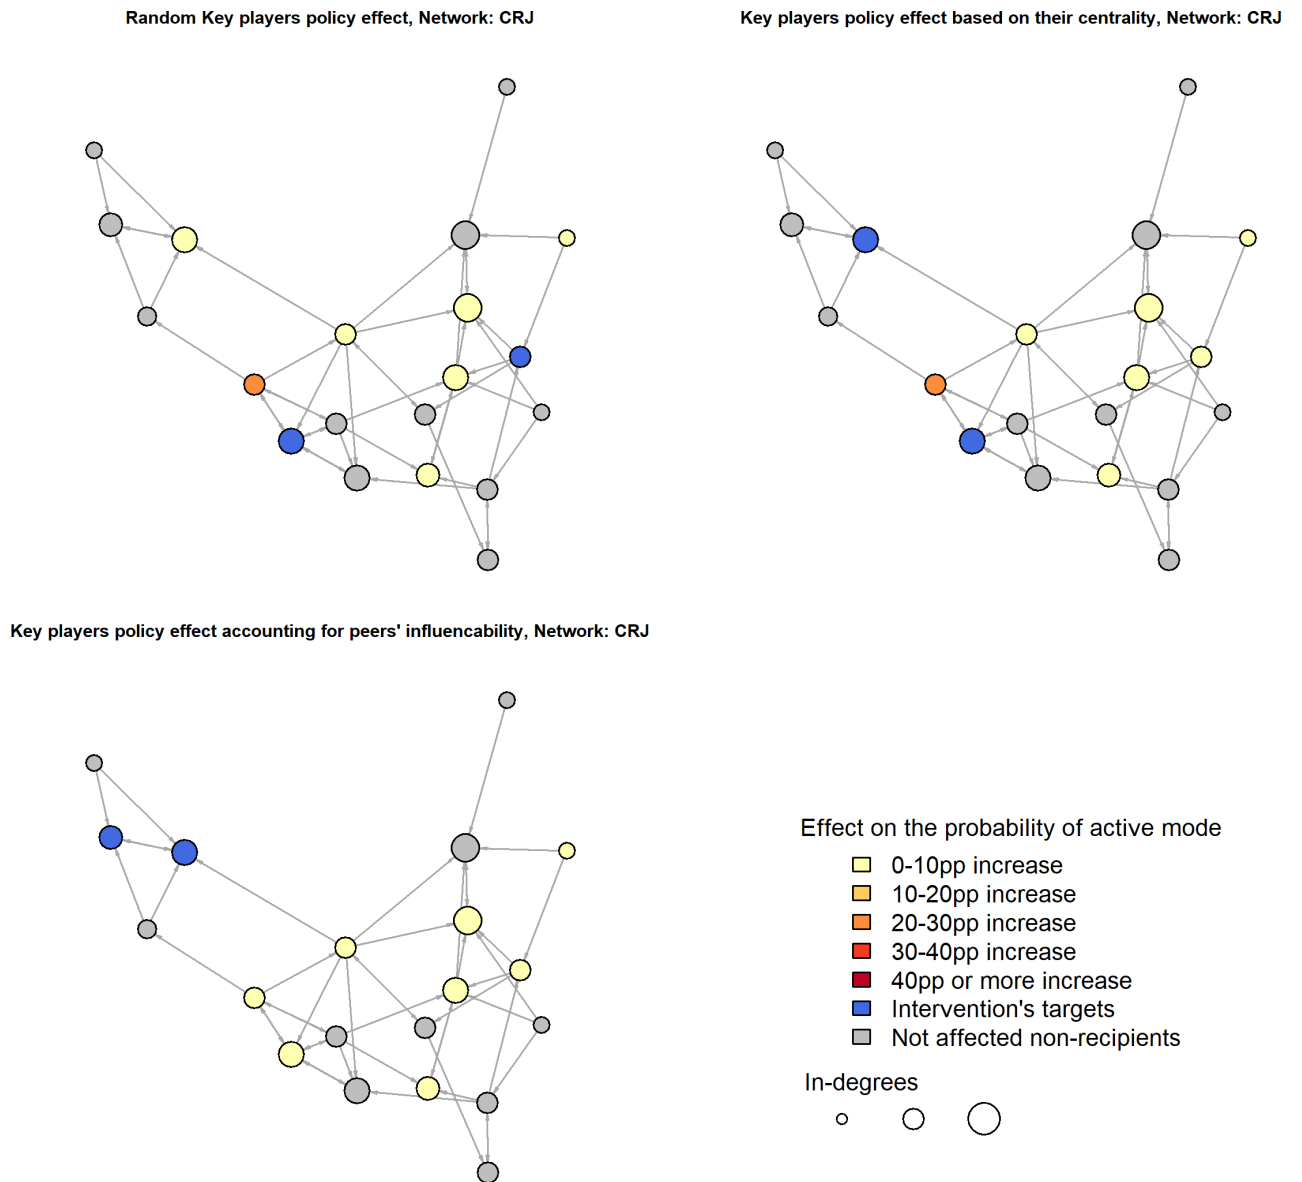 Random Key players policy effect, Network: CRJ
Key players policy effect based on their centrality, Network: CRJ
Key players policy effect accounting for peers' influencability, Network: CRJ
Effect on the probability of active mode
0-10pp increase
10-20pp increase
20-30pp increase
30-40pp increase
40pp or more increase
Intervention's targets
Not affected non-recipients
In-degrees